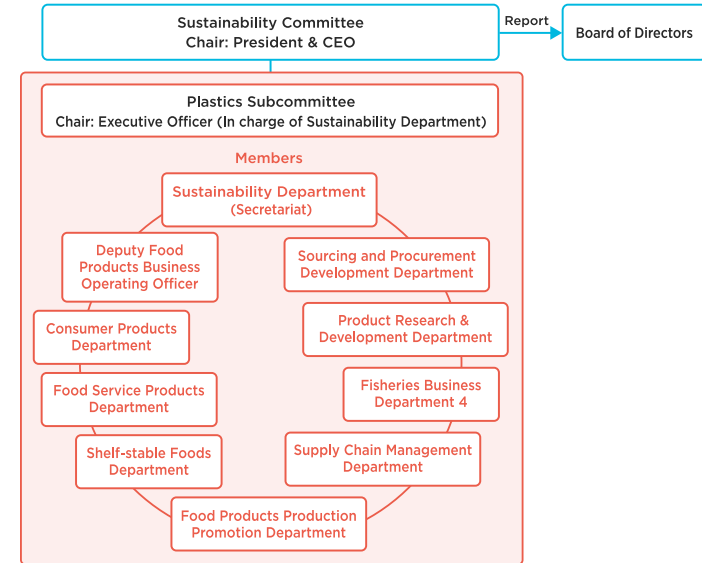 Sustainability Committee
Chair: President & CEO
Report
Board of Directors
Plastics Subcommittee
Chair: Executive Officer (In charge of Sustainability Department)
Members
Sustainability Department
(Secretariat)
Deputy Food
Products Business
Operating Officer
Sourcing and Procurement
Development Department
Consumer Products
Department
Product Research &
Development Department
Food Service Products
Department
Fisheries Business
Department 4
Shelf-stable Foods
Department
Supply Chain Management
Department
Food Products Production
Promotion Department